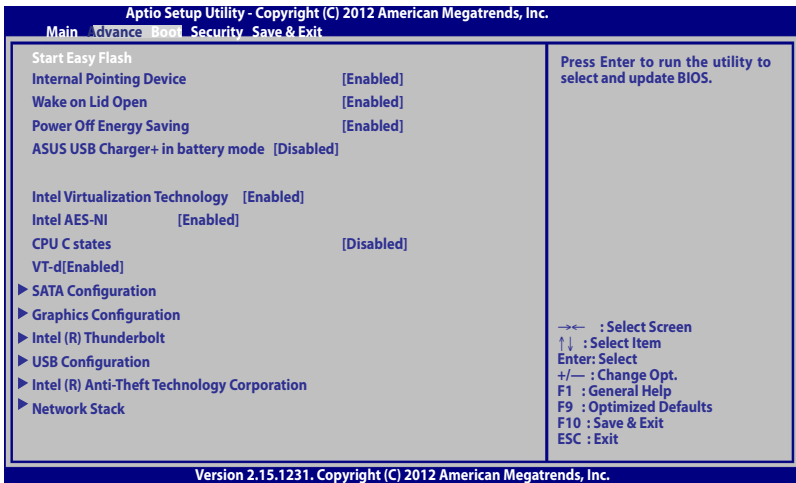 Aptio Setup Utility - Copyright (C) 2012 American Megatrends, Inc.
Main Advance Boot Security Save & Exit
Start Easy Flash
Internal Pointing Device [Enabled]
Wake on Lid Open [Enabled]
Power Off Energy Saving [Enabled]
ASUS USB Charger+ in battery mode [Disabled]
Intel Virtualization Technology [Enabled]
Intel AES-NI [Enabled]
CPU C states [Disabled]
VT-d[Enabled]
SATA Configuration
Graphics Configuration
Intel (R) Thunderbolt
USB Configuration
Intel (R) Anti-Theft Technology Corporation
Network Stack
Press Enter to run the utility to
select and update BIOS.
→← : Select Screen
↑↓ : Select Item
Enter: Select
+/— : Change Opt.
F1 : General Help
F9 : Optimized Defaults
F10 : Save & Exit
ESC : Exit
Version 2.15.1231. Copyright (C) 2012 American Megatrends, Inc.